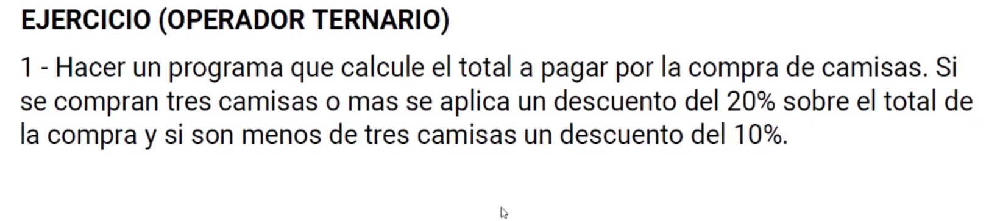 EJERCICIO (OPERADOR TERNARIO)
1 - Hacer un programa que calcule el total a pagar por la compra de camisas. Si
se compran tres camisas o mas se aplica un descuento del 20% sobre el total de
la compra y si son menos de tres camisas un descuento del 10%.